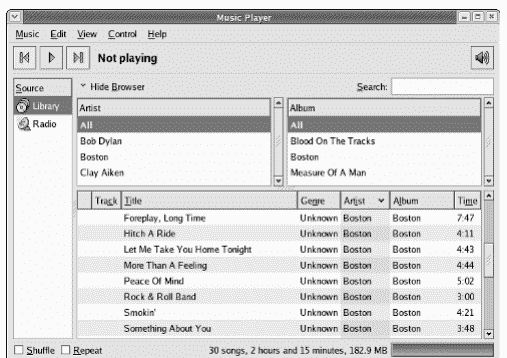 Music Player
Music Edit View Control Help
Not playing
Source
Library
Radio
Hide Browser Search:
Artist
All
Bob Dylan
Boston
Clay Aiken
Album
All
Blood On The Tracks
Boston
Measure Of A Man
Track Title Genre Artist Album Time
Foreplay, Long Time Unknown Boston Boston 7:47
Hitch A Ride Unknown Boston Boston 4:11
Let Me Take You Home Tonight Unknown Boston Boston 4:43
More Than A Feeling Unknown Boston Boston 4:44
Peace Of Mind Unknown Boston Boston 5:02
Rock & Roll Band Unknown Boston Boston 3:00
Smokin' Unknown Boston Boston 4:21
Something About You Unknown Boston Boston 3:48
Shuffle Repeat 30 songs, 2 hours and 15 minutes, 182.9 MB